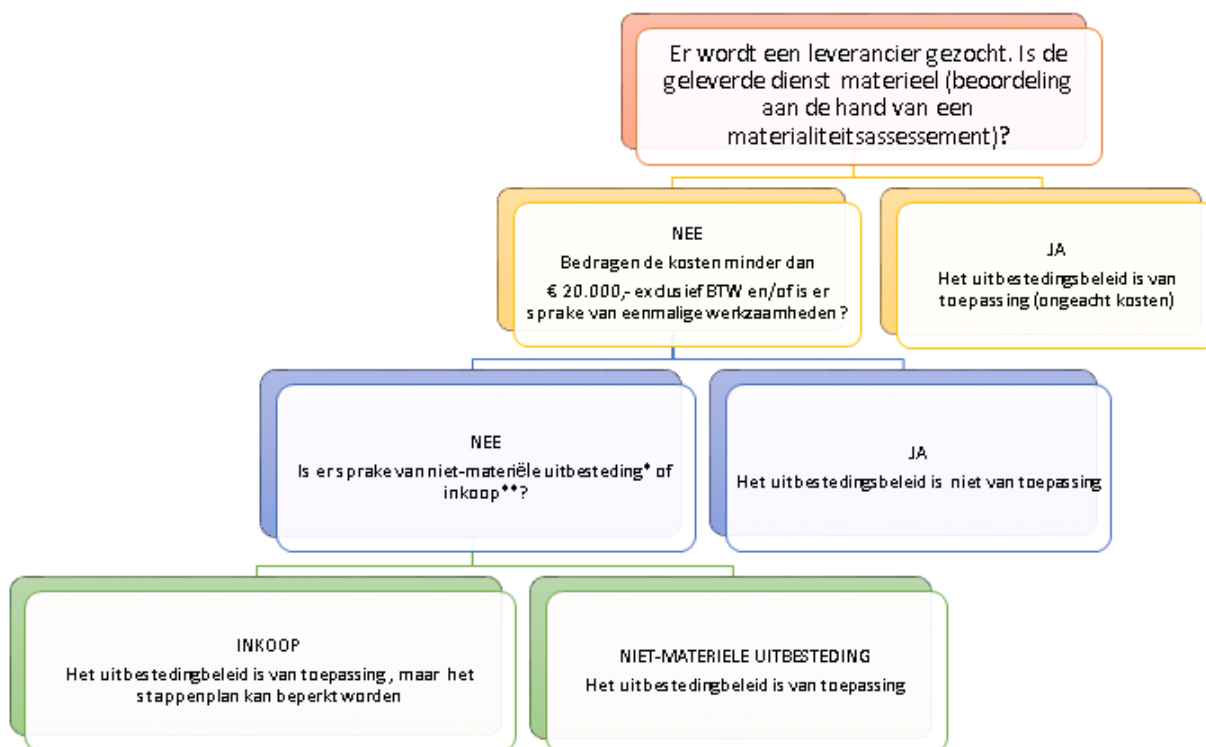 Er wordt een leverancier gezocht. Is de
geleverde dienst materieel (beoordeling
aan de hand van een
materialiteitsassessement)?
NEE
Bedragen de kosten minder dan
€ 20.000,- exclusief BTW en/of is er
sprake van eenmalige werkzaamheden?
JA
Het uitbestedingsbeleid is van
toepassing (ongeacht kosten)
NEE
Is er sprake van niet-materiële uitbesteding* of
inkoop**?
JA
Het uitbestedingsbeleid is niet van toepassing
INKOOP
Het uitbestedingbeleid is van toepassing, maar het
stappenplan kan beperkt worden
NIET-MATERIELE UITBESTEDING
Het uitbestedingbeleid is van toepassing